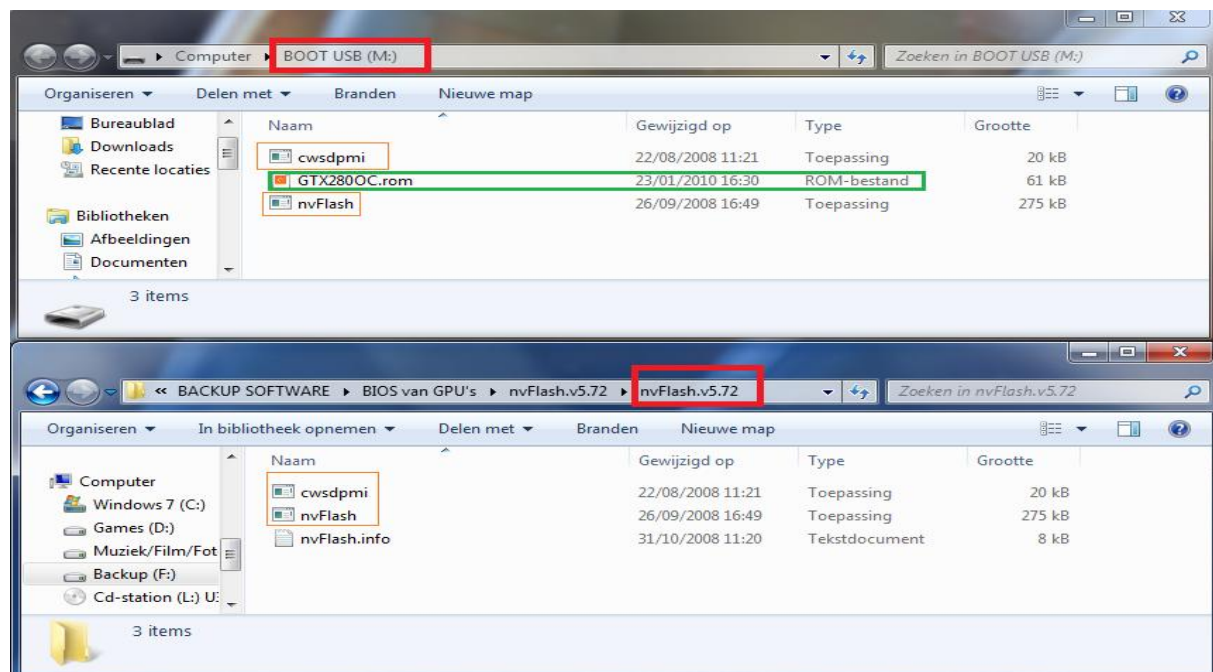 Computer ▸ BOOT USB (M:) Zoeken in BOOT USB (M:)
Organiseren Delen met Branden Nieuwe map
Bureaublad
Downloads
Recente locaties
Bibliotheken
Afbeeldingen
Documenten
Naam Gewijzigd op Type Grootte
cwsdpmi 22/08/2008 11:21 Toepassing 20 kB
GTX280OC.rom 23/01/2010 16:30 ROM-bestand 61 kB
nvFlash 26/09/2008 16:49 Toepassing 275 kB
3 items
« BACKUP SOFTWARE ▸ BIOS van GPU's ▸ nvFlash.v5.72 ▸ nvFlash.v5.72 Zoeken in nvFlash.v5.72
Organiseren In bibliotheek opnemen Delen met Branden Nieuwe map
Computer
Windows 7 (C:)
Games (D:)
Muziek/Film/Fot
Backup (F:)
Cd-station (L:) U:
Naam Gewijzigd op Type Grootte
cwsdpmi 22/08/2008 11:21 Toepassing 20 kB
nvFlash 26/09/2008 16:49 Toepassing 275 kB
nvFlash.info 31/10/2008 11:20 Tekstdocument 8 kB
3 items